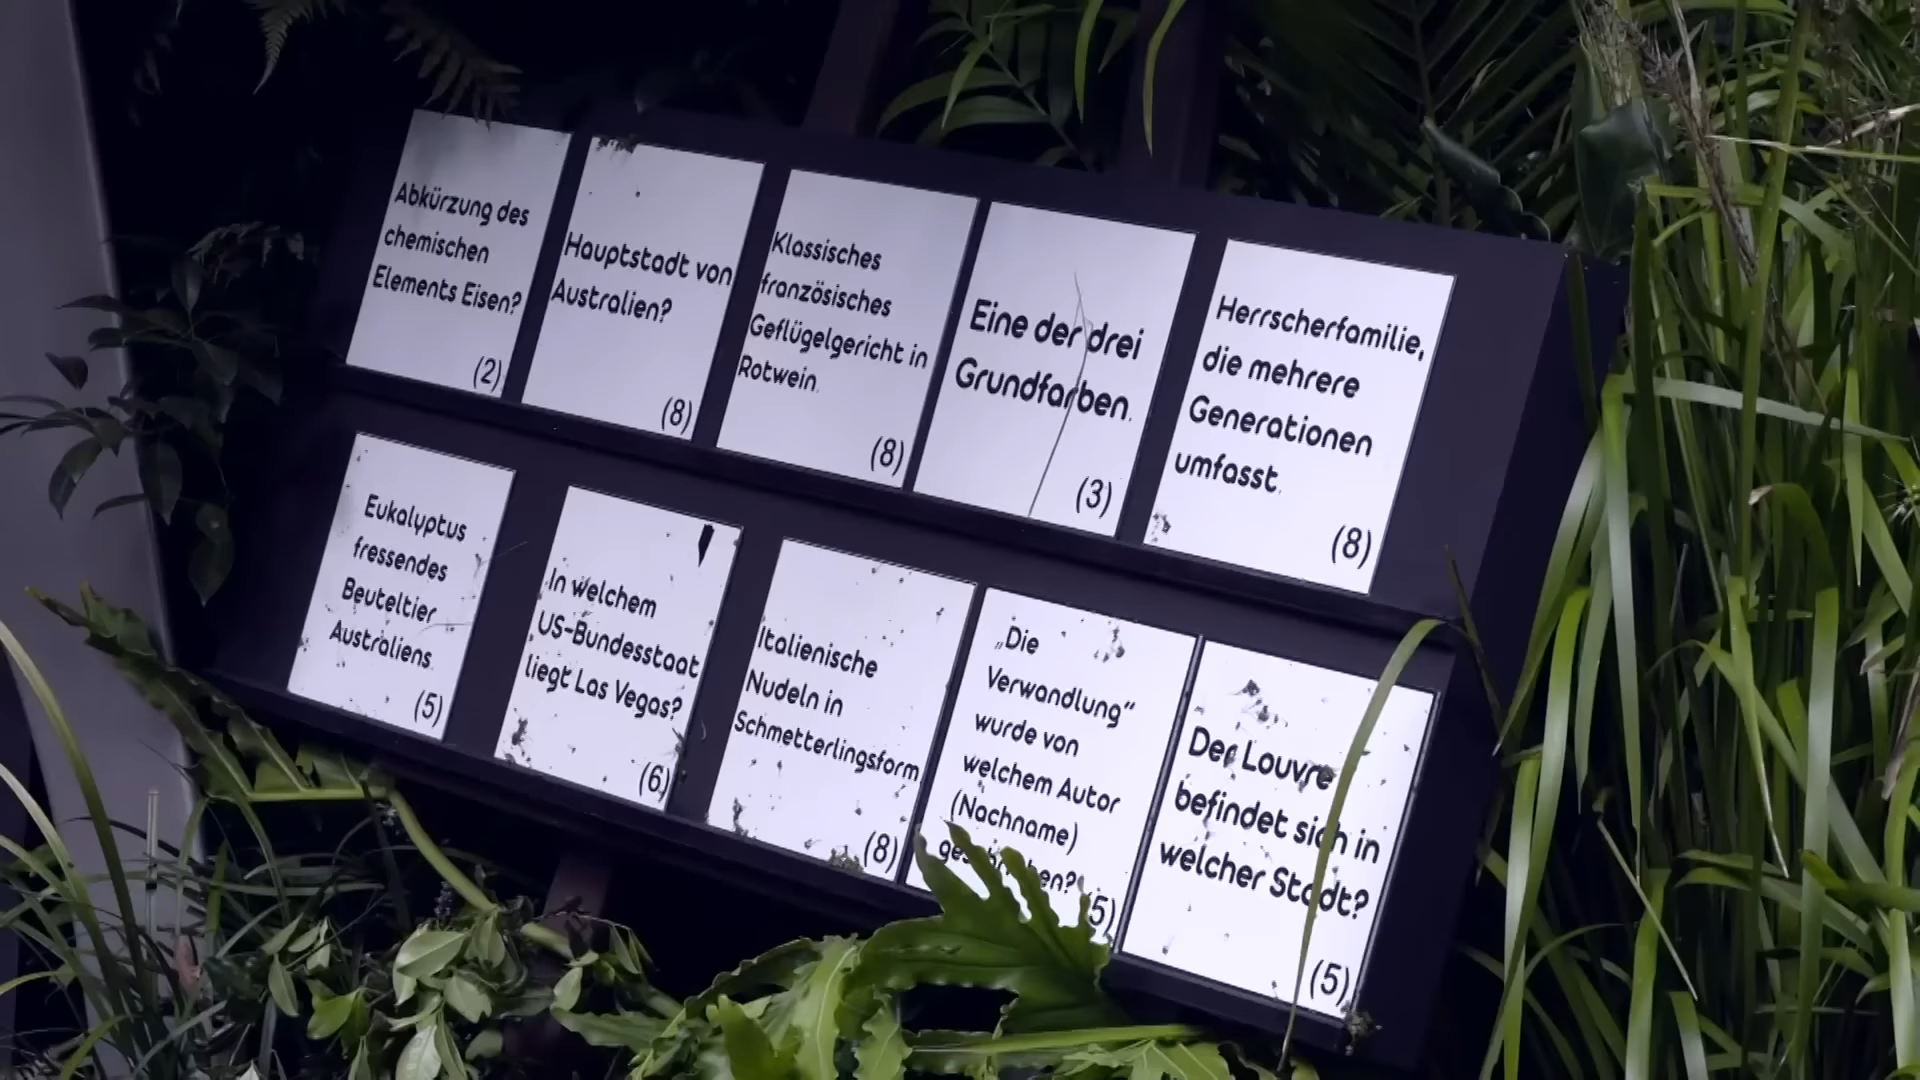 Abkürzung des
chemischen
Elements Eisen?
(2)
Hauptstadt von
Australien?
(8)
Klassisches
französisches
Geflügelgericht in
Rotwein.
(8)
Eine der drei
Grundfarben.
(3)
Herrscherfamilie,
die mehrere
Generationen
umfasst.
(8)
Eukalyptus
fressendes
Beuteltier
Australiens.
(5)
In welchem
US-Bundesstaat
liegt Las Vegas?
(6)
Italienische
Nudeln in
Schmetterlingsform
(8)
„Die
Verwandlung“
wurde von
welchem Autor
(Nachname)
geschrieben?
(5)
Der Louvre
befindet sich in
welcher Stadt?
(5)